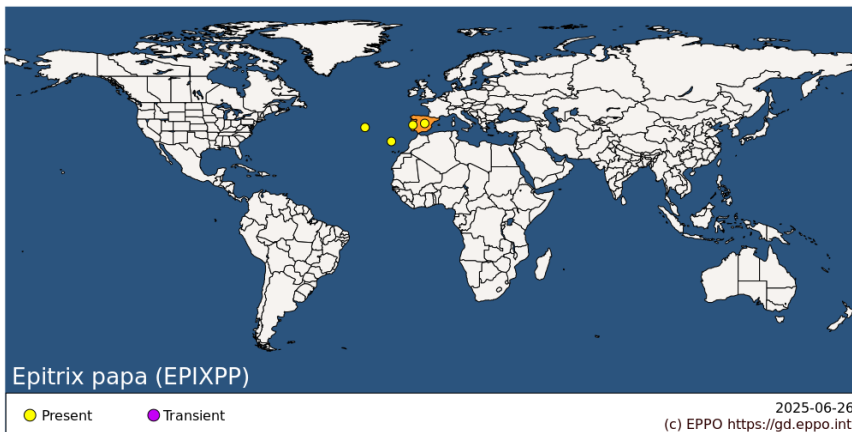 Epitrix papa (EPIXPP)
Present
Transient
2025-06-26
(c) EPPO https://gd.eppo.int